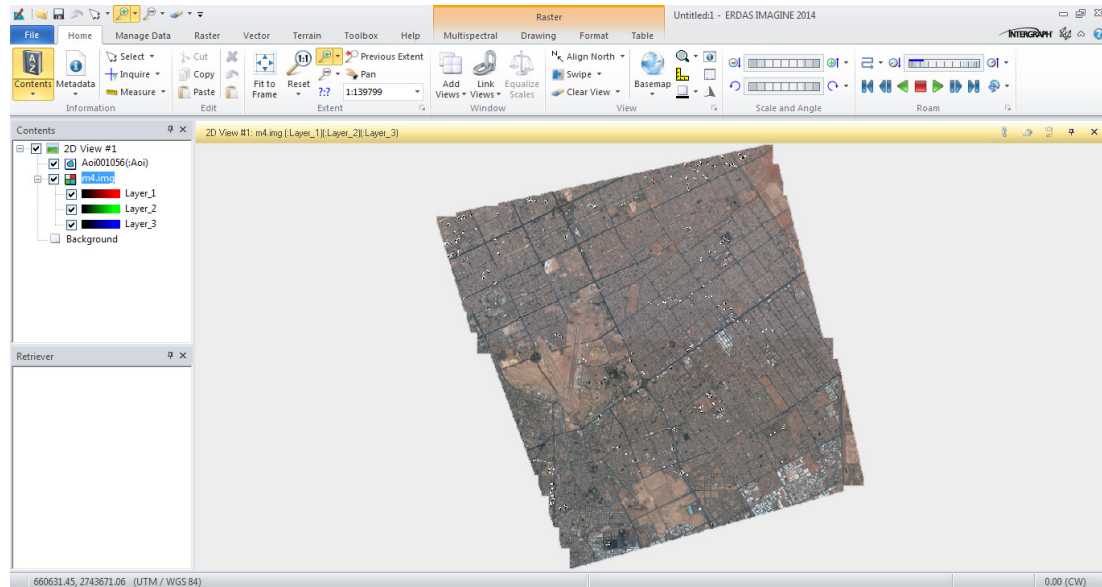 Raster
Untitled:1 - ERDAS IMAGINE 2014
File Home Manage Data Raster Vector Terrain Toolbox Help Multispectral Drawing Format Table
INTERGRAPH
Contents
Metadata
Select
Inquire
Measure
Information
Cut
Copy
Paste
Edit
Fit to Frame
1:1
Reset
?:?
Previous Extent
Pan
1:139799
Extent
Add Views
Link Views
Equalize Scales
Window
Align North
Swipe
Clear View
Basemap
View
Scale and Angle
Roam
Contents
2D View #1: m4.img (:Layer_1)(:Layer_2)(:Layer_3)
2D View #1
Aoi001056(:Aoi)
m4.img
Layer_1
Layer_2
Layer_3
Background
Retriever
660631.45, 2743671.06 (UTM / WGS 84)
0.00 (CW)